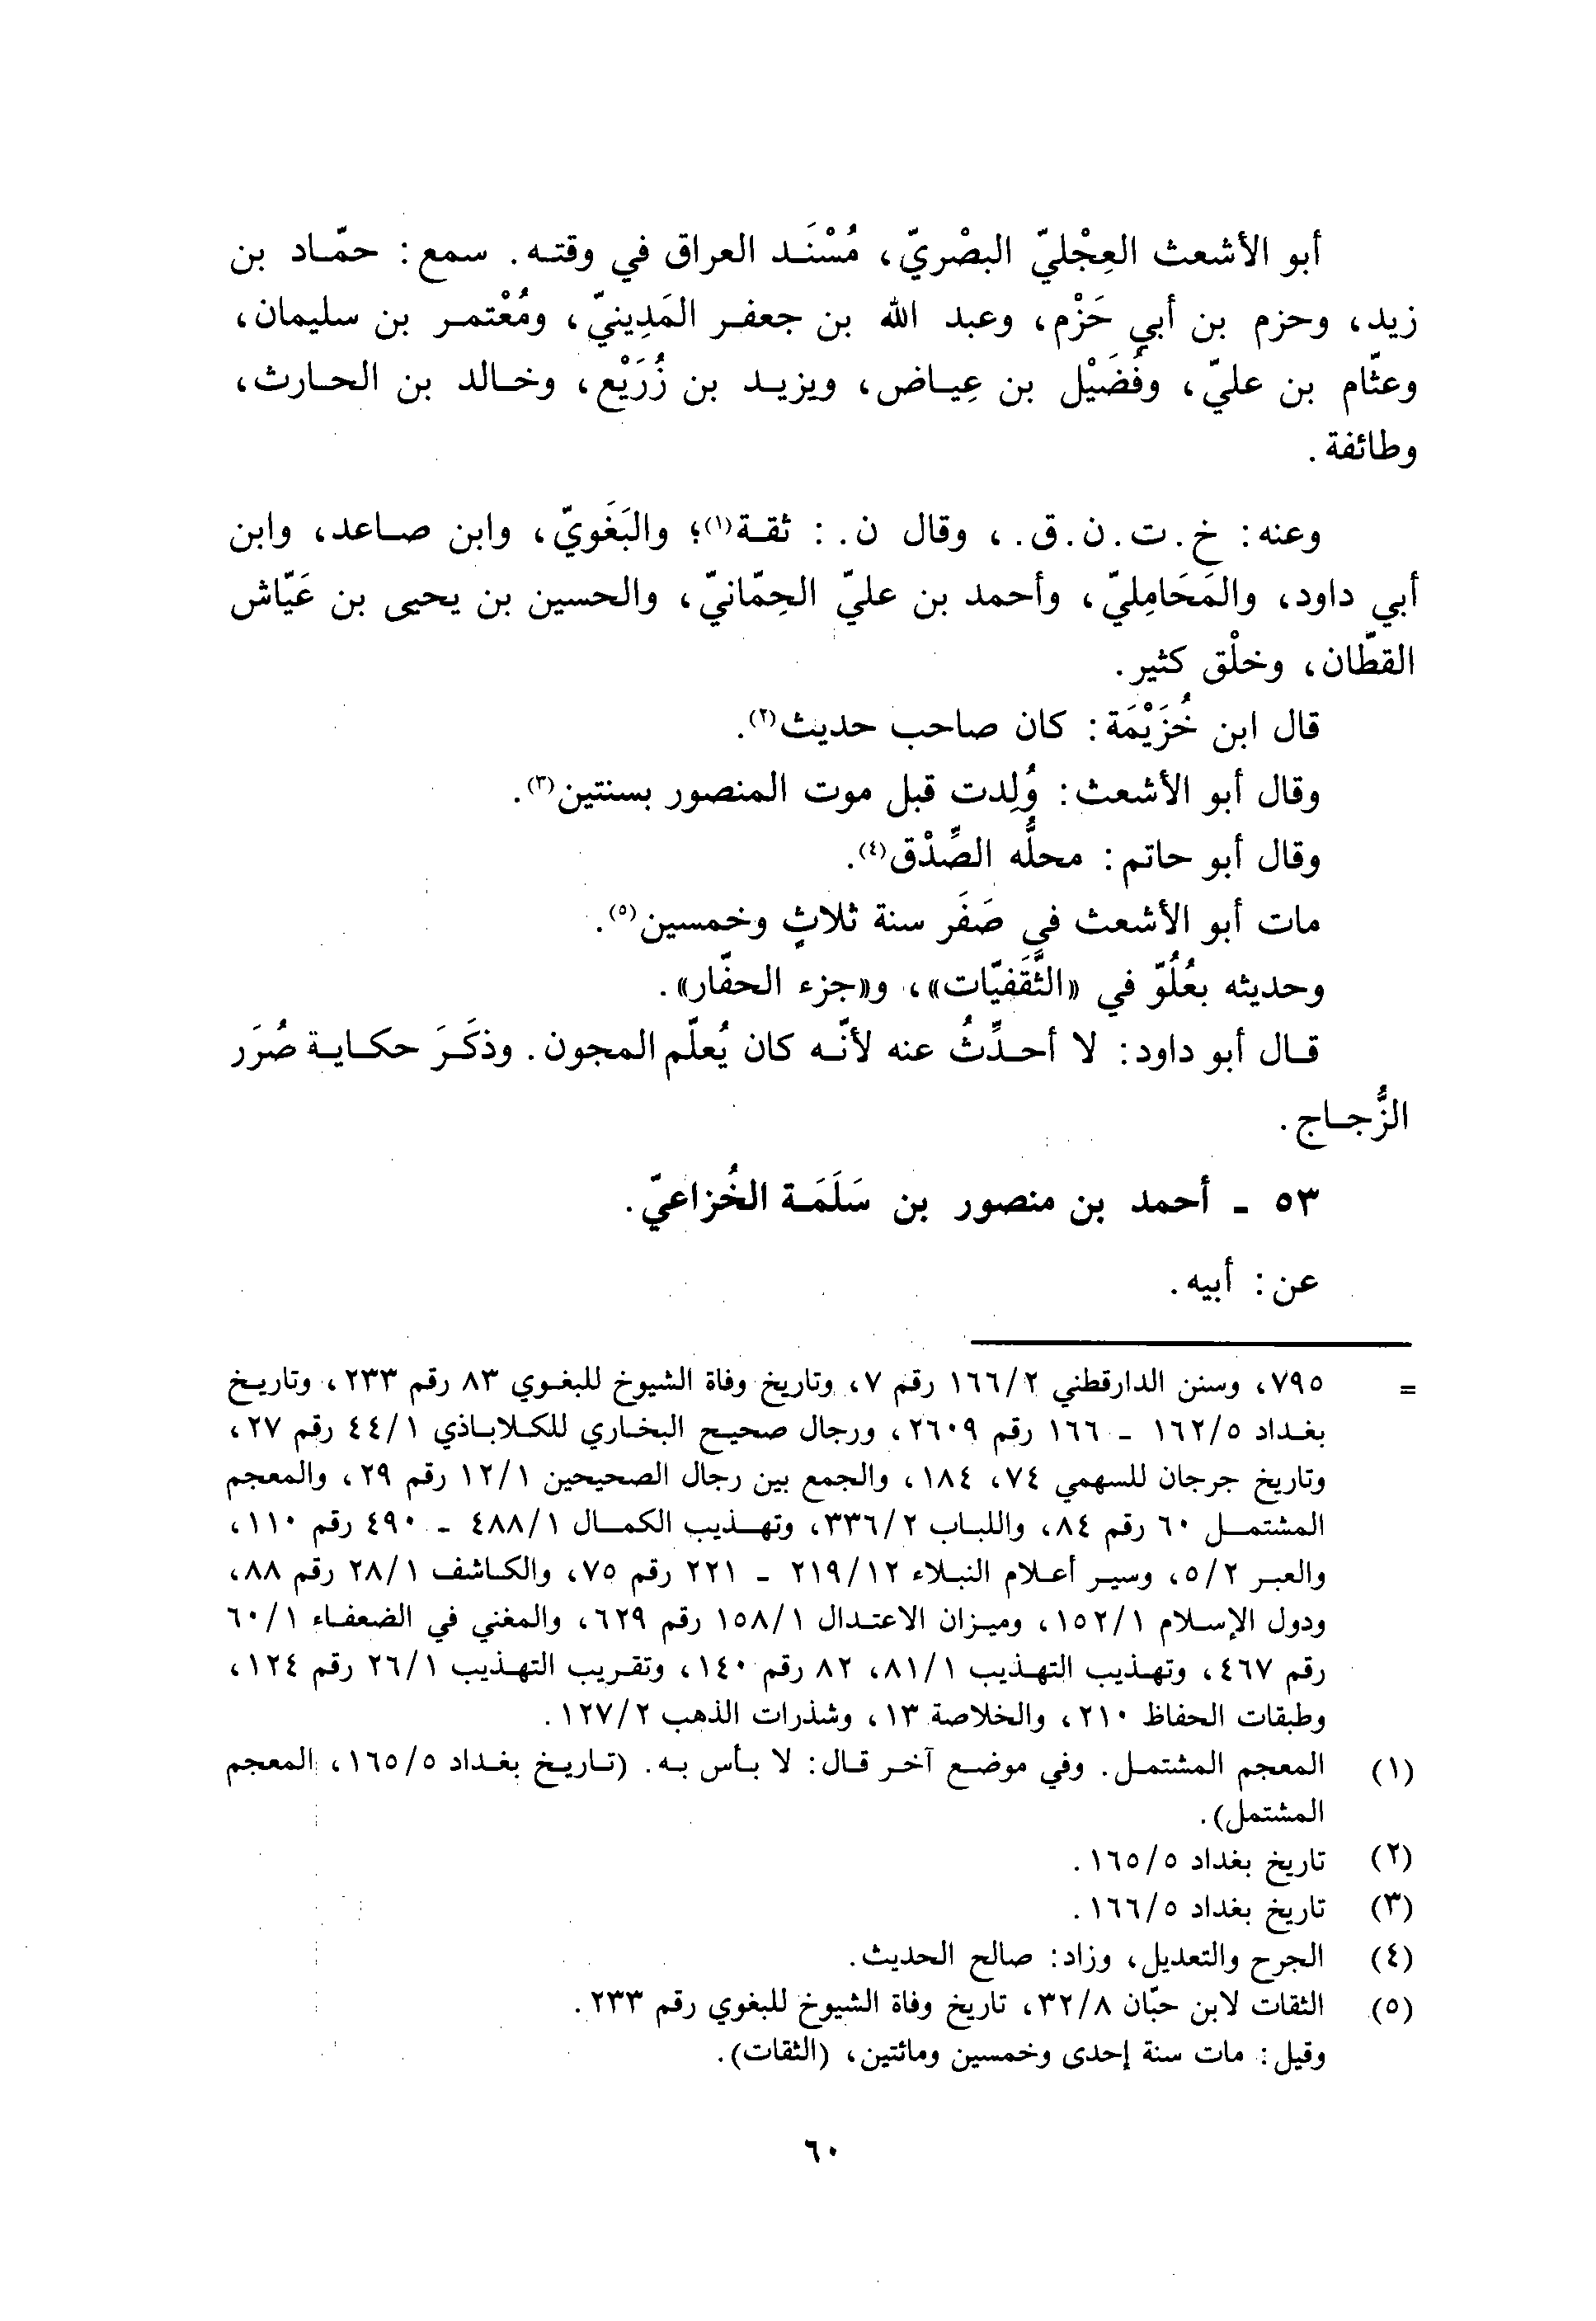 أبو الأشعث العِجْليّ البصْريّ، مُسْنَد العراق في وقته. سمع: حمّاد بن
زيد، وحزم بن أبي حَزْم، وعبد الله بن جعفر المَدِينيّ، ومُعْتمر بن سليمان،
وعثّام بن عليّ، وفُضَيْل بن عِياض، ويزيد بن زُرَيْع، وخالد بن الحارث،
وطائفة.
وعنه: خ.ت.ن.ق.، وقال ن.: ثقة(١)؛ والبَغَويّ، وابن صاعد، وابن
أبي داود، والمَحَامِليّ، وأحمد بن عليّ الحِمّانيّ، والحسين بن يحيى بن عَيّاش
القطّان، وخلْق كثير.
قال ابن خُزَيْمَة: كان صاحب حديث(٢).
وقال أبو الأشعث: وُلِدت قبل موت المنصور بسنتين(٣).
وقال أبو حاتم: محلُّه الصِّدْق(٤).
مات أبو الأشعث في صَفَر سنة ثلاثٍ وخمسين(٥).
وحديثه بعُلُوّ في «الثَّقَفيّات»، و«جزء الحفّار».
قال أبو داود: لا أحدِّثُ عنه لأنّه كان يُعلّم المجون. وذكَرَ حكاية صُرَر
الزُّجاج.
٥٣ - أحمد بن منصور بن سَلَمَة الخُزاعيّ.
عن: أبيه.
= ٧٩٥، وسنن الدارقطني ١٦٦/٢ رقم ٧، وتاريخ وفاة الشيوخ للبغوي ٨٣ رقم ٢٣٣، وتاريخ
بغداد ١٦٢/٥ - ١٦٦ رقم ٢٦٠٩، ورجال صحيح البخاري للكلاباذي ٤٤/١ رقم ٢٧،
وتاريخ جرجان للسهمي ٧٤، ١٨٤، والجمع بين رجال الصحيحين ١٢/١ رقم ٢٩، والمعجم
المشتمل ٦٠ رقم ٨٤، واللباب ٣٣٦/٢، وتهذيب الكمال ٤٨٨/١ - ٤٩٠ رقم ١١٠،
والعبر ٥/٢، وسير أعلام النبلاء ٢١٩/١٢ - ٢٢١ رقم ٧٥، والكاشف ٢٨/١ رقم ٨٨،
ودول الإسلام ١٥٢/١، وميزان الاعتدال ١٥٨/١ رقم ٦٢٩، والمغني في الضعفاء ٦٠/١
رقم ٤٦٧، وتهذيب التهذيب ٨١/١، ٨٢ رقم ١٤٠، وتقريب التهذيب ٢٦/١ رقم ١٢٤،
وطبقات الحفاظ ٢١٠، والخلاصة ١٣، وشذرات الذهب ١٢٧/٢.
(١) المعجم المشتمل. وفي موضع آخر قال: لا بأس به. (تاريخ بغداد ١٦٥/٥، المعجم
المشتمل).
(٢) تاريخ بغداد ١٦٥/٥.
(٣) تاريخ بغداد ١٦٦/٥.
(٤) الجرح والتعديل، وزاد: صالح الحديث.
(٥) الثقات لابن حبّان ٣٢/٨، تاريخ وفاة الشيوخ للبغوي رقم ٢٣٣.
وقيل: مات سنة إحدى وخمسين ومائتين، (الثقات).
٦٠